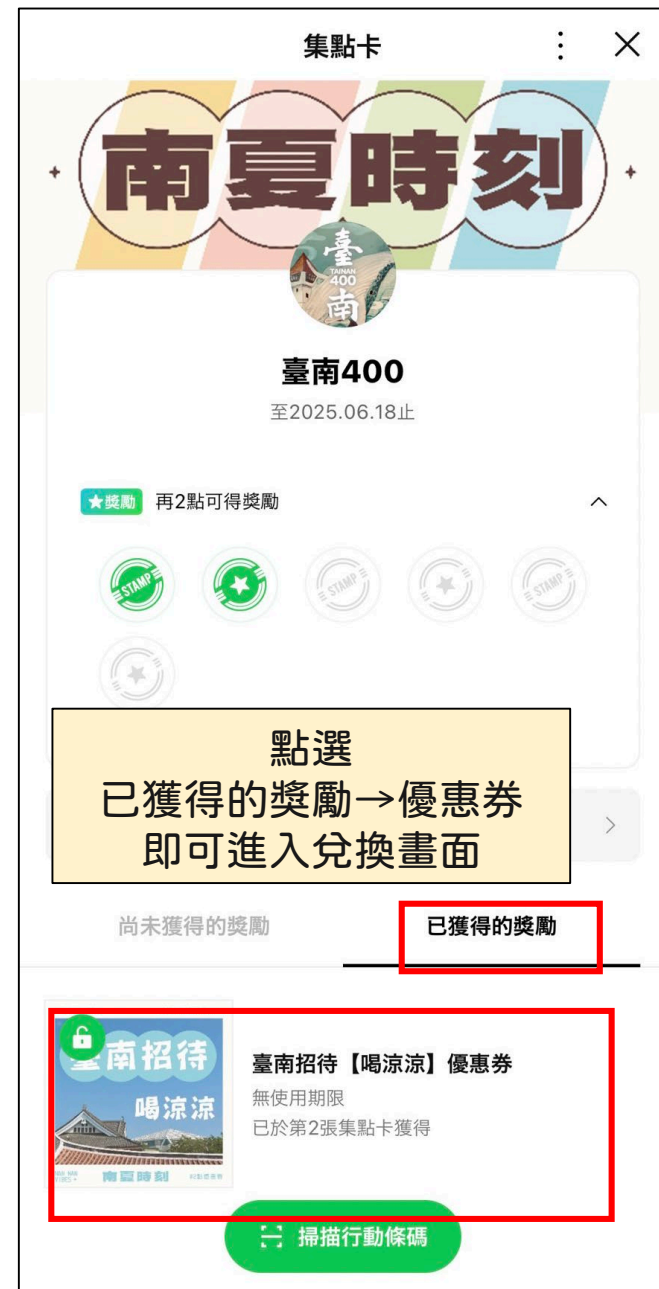 集點卡
南夏時刻
臺
TAINAN
400
南
臺南400
至2025.06.18止
★獎勵 再2點可得獎勵
STAMP
STAMP
STAMP
點選
已獲得的獎勵→優惠券
即可進入兌換畫面
尚未獲得的獎勵 已獲得的獎勵
臺南招待
喝涼涼
南夏時刻
臺南招待【喝涼涼】優惠券
無使用期限
已於第2張集點卡獲得
掃描行動條碼